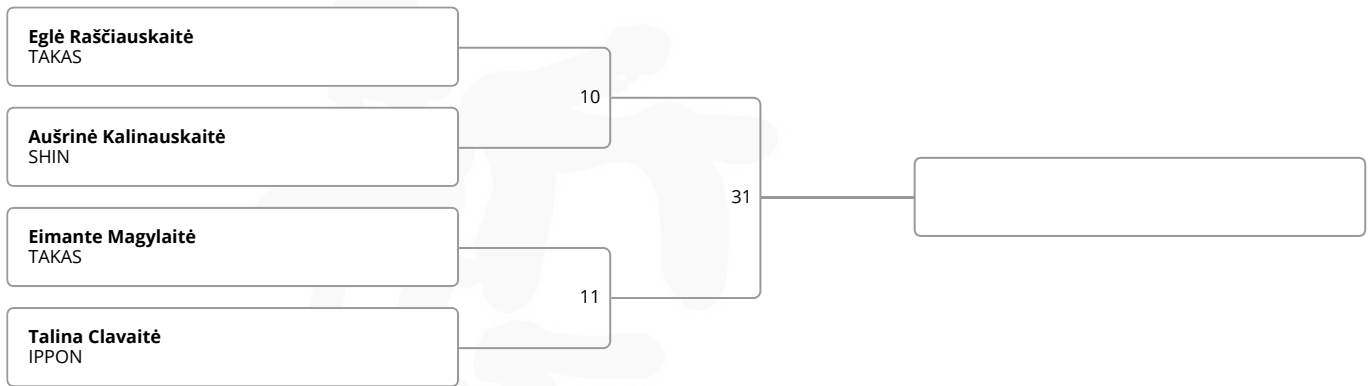 Eglė Raščiauskaitė
TAKAS
10
Aušrinė Kalinauskaitė
SHIN
31
Eimante Magylaitė
TAKAS
11
Talina Clavaitė
IPPON